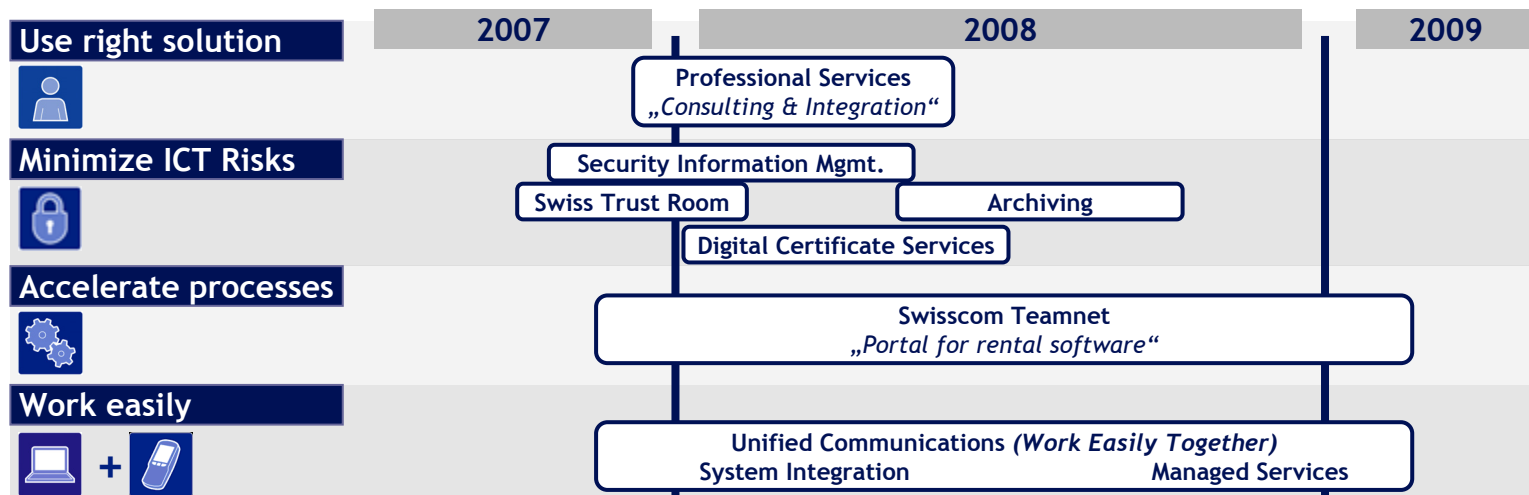 2007 2008 2009
Use right solution
Professional Services
„Consulting & Integration“
Minimize ICT Risks
Security Information Mgmt.
Swiss Trust Room Archiving
Digital Certificate Services
Accelerate processes
Swisscom Teamnet
„Portal for rental software“
Work easily
+
Unified Communications (Work Easily Together)
System Integration Managed Services